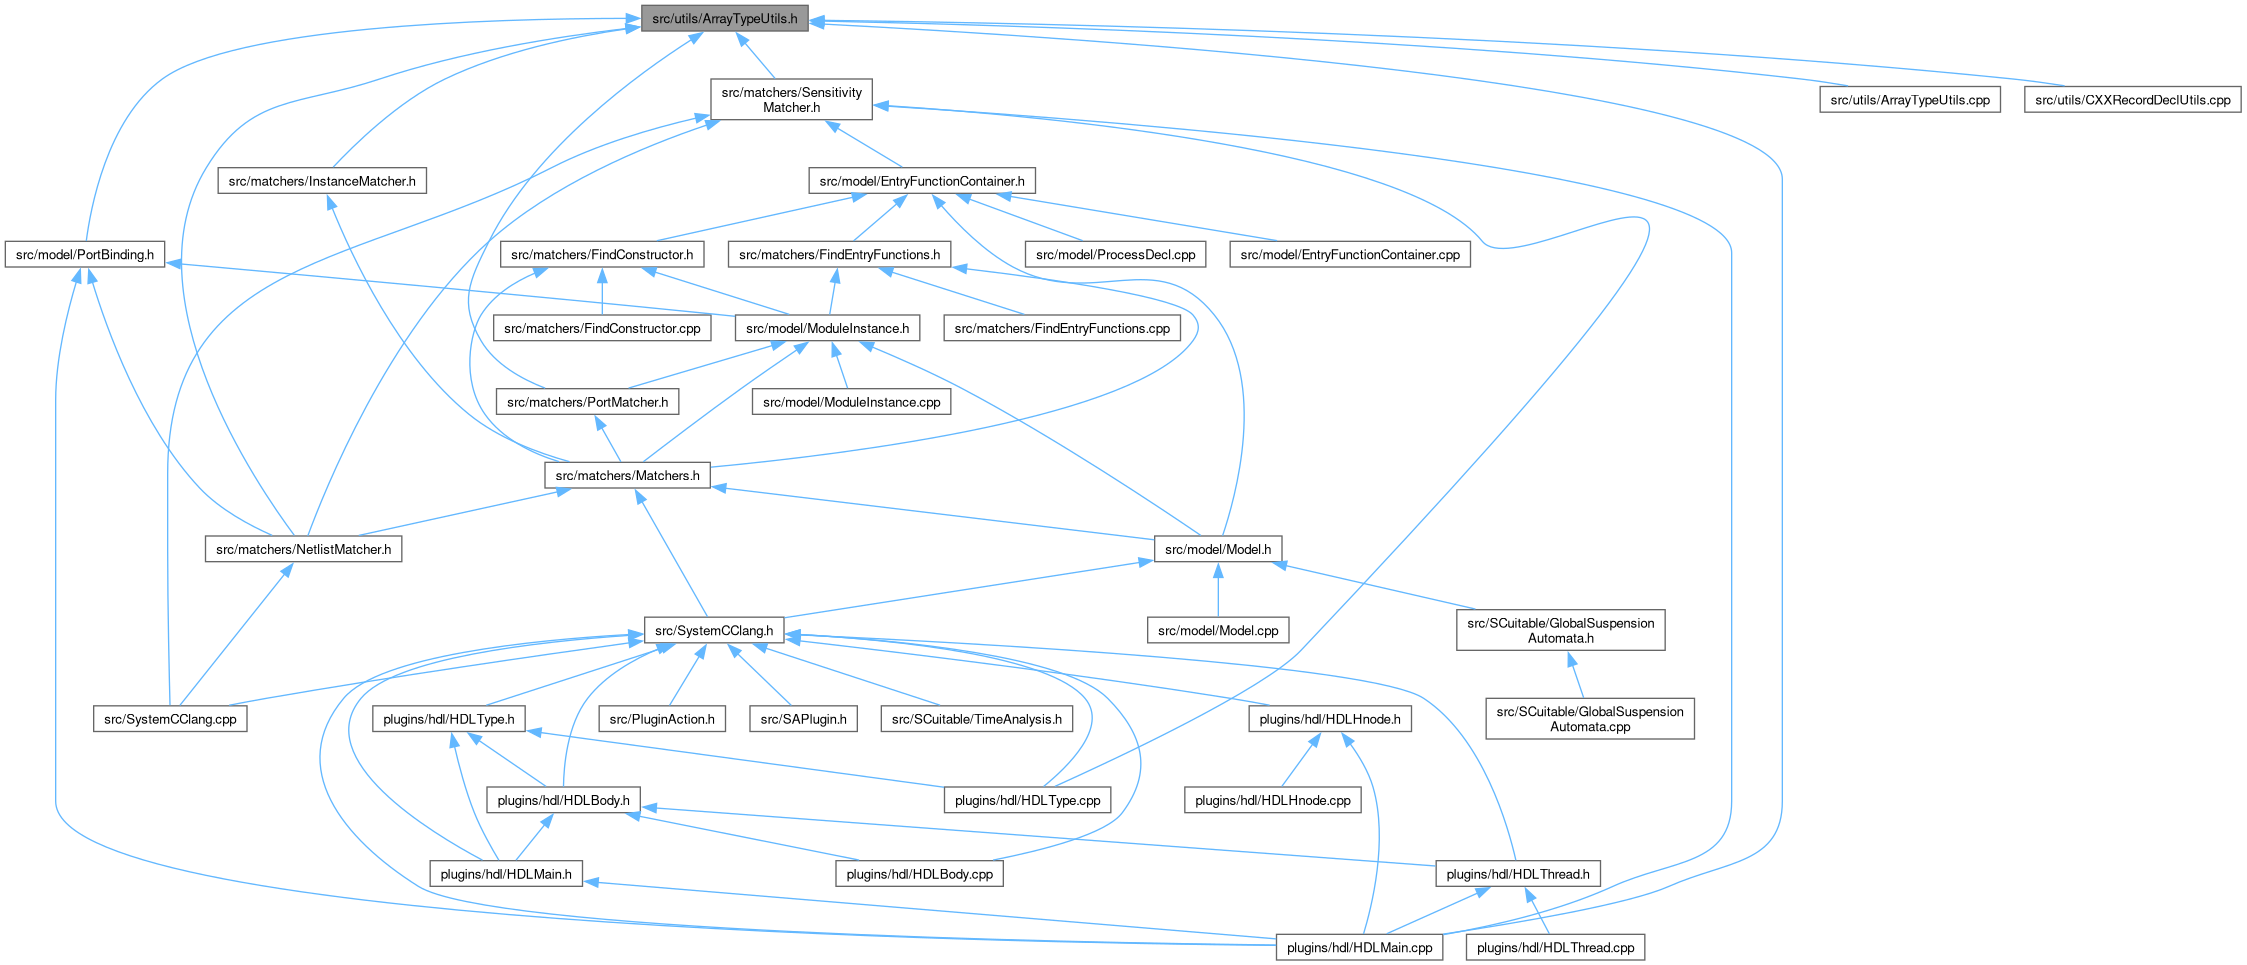 src/utils/ArrayTypeUtils.h
src/matchers/Sensitivity
Matcher.h
src/utils/ArrayTypeUtils.cpp
src/utils/CXXRecordDeclUtils.cpp
src/matchers/InstanceMatcher.h
src/model/EntryFunctionContainer.h
src/model/PortBinding.h
src/matchers/FindConstructor.h
src/matchers/FindEntryFunctions.h
src/model/ProcessDecl.cpp
src/model/EntryFunctionContainer.cpp
src/matchers/FindConstructor.cpp
src/model/ModuleInstance.h
src/matchers/FindEntryFunctions.cpp
src/matchers/PortMatcher.h
src/model/ModuleInstance.cpp
src/matchers/Matchers.h
src/matchers/NetlistMatcher.h
src/model/Model.h
src/SystemCClang.h
src/model/Model.cpp
src/SCuitable/GlobalSuspension
Automata.h
src/SystemCClang.cpp
plugins/hdl/HDLType.h
src/PluginAction.h
src/SAPlugin.h
src/SCuitable/TimeAnalysis.h
plugins/hdl/HDLHnode.h
src/SCuitable/GlobalSuspension
Automata.cpp
plugins/hdl/HDLBody.h
plugins/hdl/HDLType.cpp
plugins/hdl/HDLHnode.cpp
plugins/hdl/HDLMain.h
plugins/hdl/HDLBody.cpp
plugins/hdl/HDLThread.h
plugins/hdl/HDLMain.cpp
plugins/hdl/HDLThread.cpp